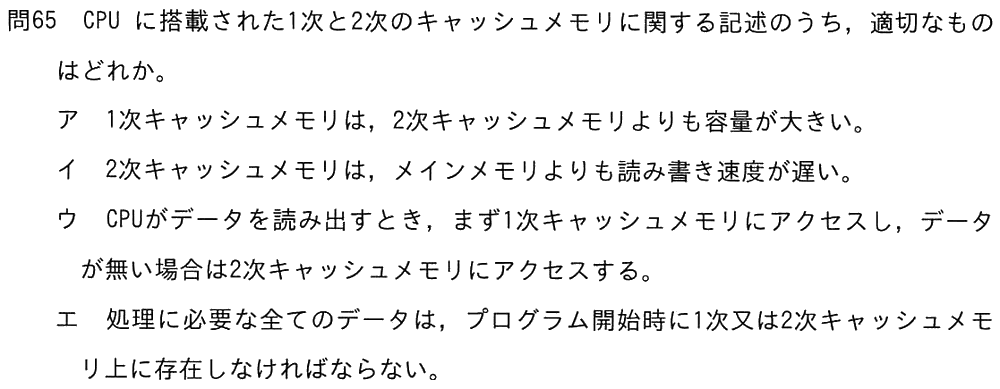 問65 CPU に搭載された1次と2次のキャッシュメモリに関する記述のうち，適切なもの
はどれか。
ア 1次キャッシュメモリは，2次キャッシュメモリよりも容量が大きい。
イ 2次キャッシュメモリは，メインメモリよりも読み書き速度が遅い。
ウ CPUがデータを読み出すとき，まず1次キャッシュメモリにアクセスし，データ
が無い場合は2次キャッシュメモリにアクセスする。
エ 処理に必要な全てのデータは，プログラム開始時に1次又は2次キャッシュメモ
リ上に存在しなければならない。